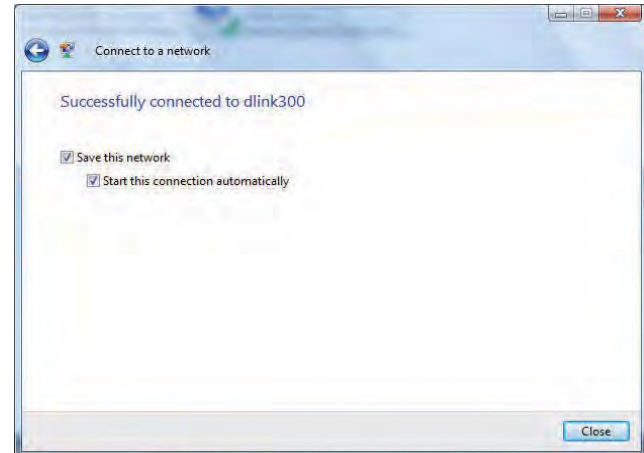 Connect to a network
Successfully connected to dlink300
Save this network
Start this connection automatically
Close